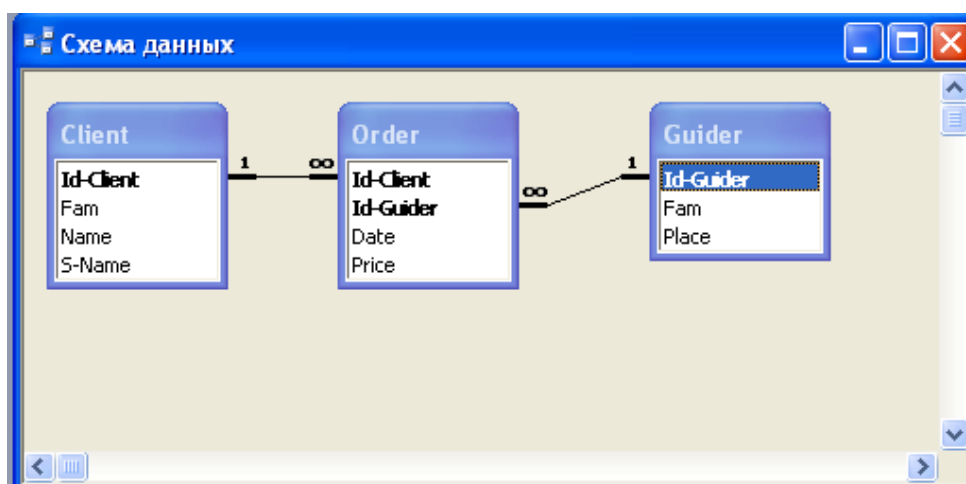 Схема данных
Client
Id-Client
Fam
Name
S-Name
1
∞
Order
Id-Client
Id-Guider
Date
Price
∞
1
Guider
Id-Guider
Fam
Place